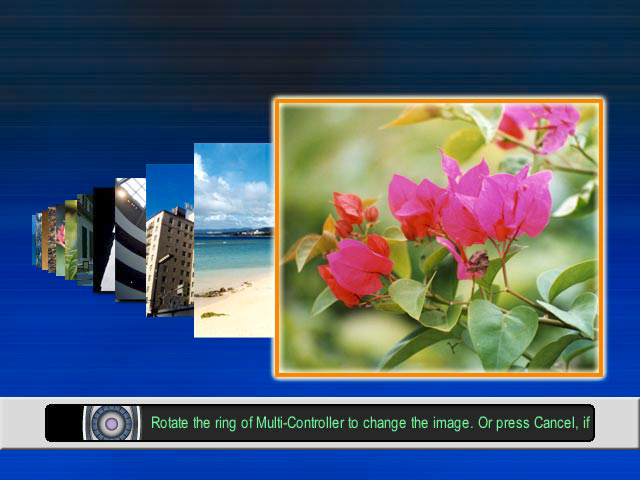 Rotate the ring of Multi-Controller to change the image. Or press Cancel, if